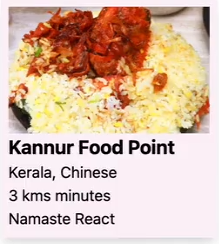 Kannur Food Point
Kerala, Chinese
3 kms minutes
Namaste React